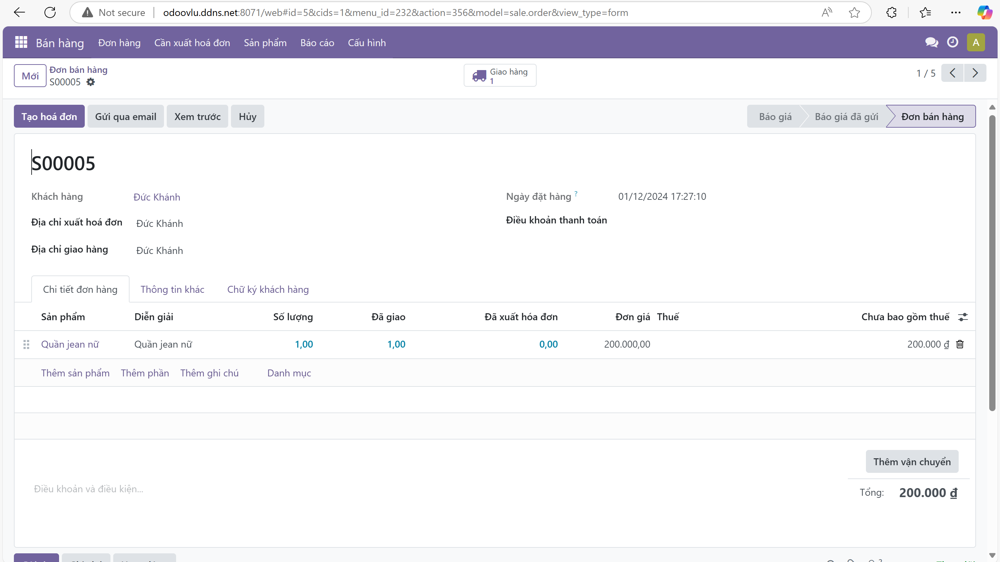 Not secure odoovlu.ddns.net:8071/web#id=5&cids=1&menu_id=232&action=356&model=sale.order&view_type=form
Bán hàng Đơn hàng Cần xuất hoá đơn Sản phẩm Báo cáo Cấu hình A
Mới Đơn bán hàng
S00005
Giao hàng
1
1 / 5
Tạo hoá đơn Gửi qua email Xem trước Hủy Báo giá Báo giá đã gửi Đơn bán hàng
S00005
Khách hàng Đức Khánh Ngày đặt hàng ? 01/12/2024 17:27:10
Địa chỉ xuất hoá đơn Đức Khánh Điều khoản thanh toán
Địa chỉ giao hàng Đức Khánh
Chi tiết đơn hàng Thông tin khác Chữ ký khách hàng
Sản phẩm Diễn giải Số lượng Đã giao Đã xuất hóa đơn Đơn giá Thuế Chưa bao gồm thuế
Quần jean nữ Quần jean nữ 1,00 1,00 0,00 200.000,00 200.000 ₫
Thêm sản phẩm Thêm phần Thêm ghi chú Danh mục
Thêm vận chuyển
Điều khoản và điều kiện...
Tổng: 200.000 ₫